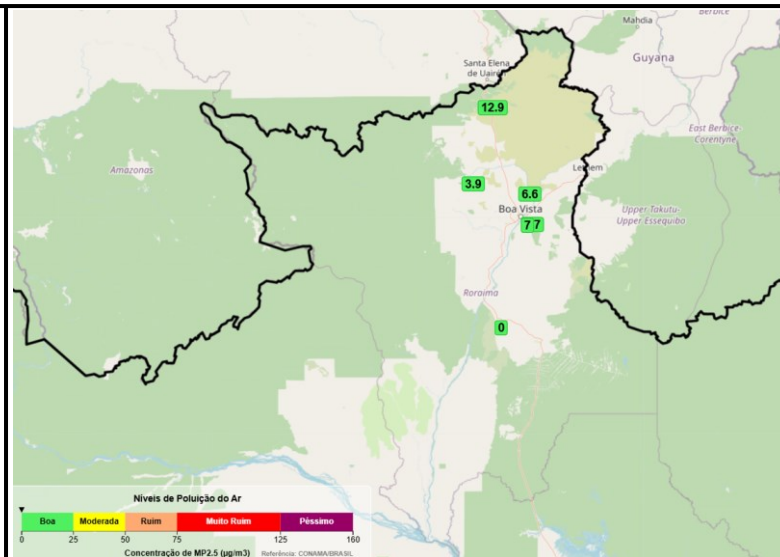 Mahdia
Berbice
Guyana
Santa Elena
de Uairén
12.9
East Berbice-
Corentyne
Amazonas
Lethem
3.9
6.6
Boa Vista
Upper Takutu-
Upper Essequiba
7
7
Roraima
0
Níveis de Poluição do Ar
Boa Moderada Ruim Muito Ruim Péssimo
0 25 50 75 125 160
Concentração de MP2.5 (µg/m3) Referência: CONAMA/BRASIL